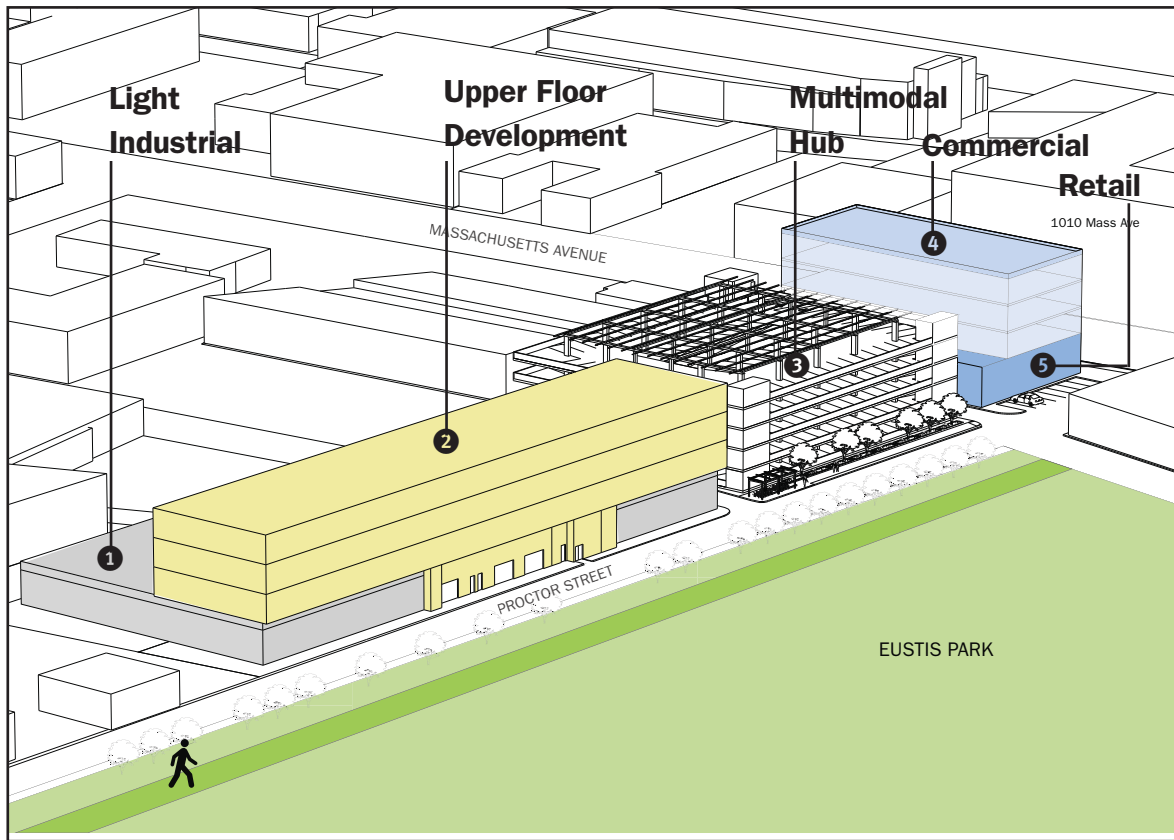 Light
Industrial
Upper Floor
Development
Multimodal
Hub
Commercial
Retail
1010 Mass Ave
MASSACHUSETTS AVENUE
4
3
5
2
1
PROCTOR STREET
EUSTIS PARK